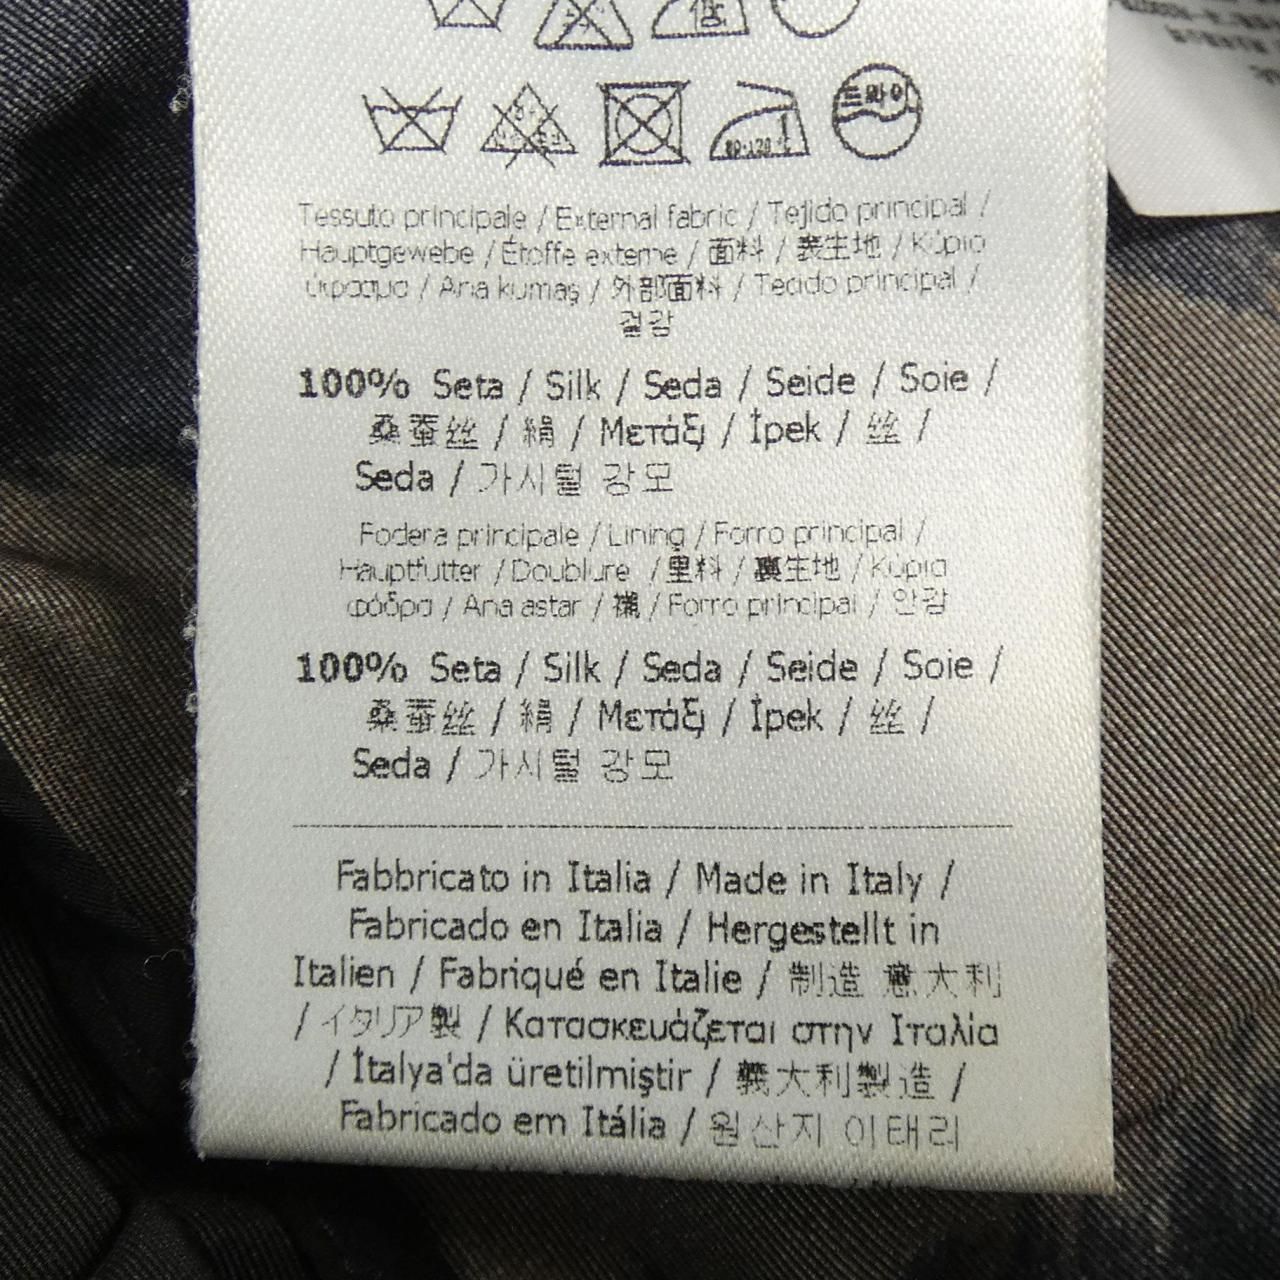 低
드라이
80-120℃
Tessuto principale / External fabric / Tejido principal /
Hauptgewebe / Étoffe externe / 面料 / 表生地 / Κύριο
ύφασμα / Ana kumaş / 外部面料 / Tecido principal /
겉감
100% Seta / Silk / Seda / Seide / Soie /
桑蚕丝 / 絹 / Μετάξι / İpek / 丝 /
Seda / 가시털 강모
Fodera principale / Lining / Forro principal /
Hauptfutter / Doublure / 里料 / 裏生地 / Κύρια
φόδρα / Ana astar / 襯 / Forro principal / 안감
100% Seta / Silk / Seda / Seide / Soie /
桑蚕丝 / 絹 / Μετάξι / İpek / 丝 /
Seda / 가시털 강모
Fabbricato in Italia / Made in Italy /
Fabricado en Italia / Hergestellt in
Italien / Fabriqué en Italie / 制造 意大利
/ イタリア製 / Κατασκευάζεται στην Ιταλία
/ İtalya'da üretilmiştir / 義大利製造 /
Fabricado em Itália / 원산지 이태리